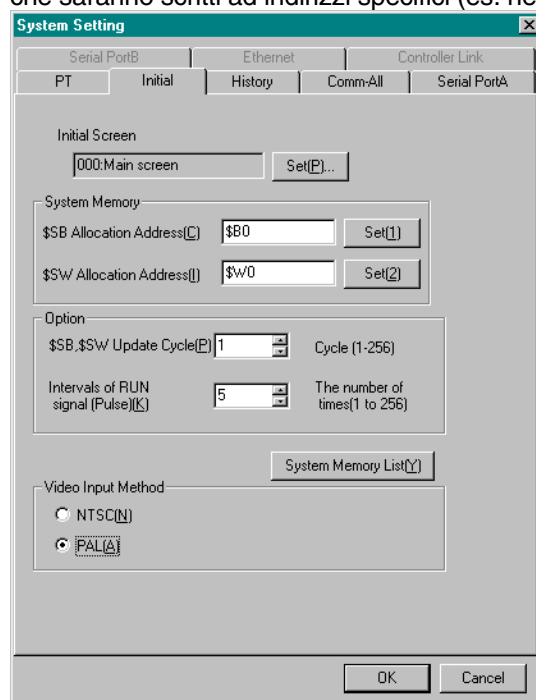 che saranno scritti ad indirizzi specifici (es.
System Setting
Serial PortB Ethernet Controller Link
PT Initial History Comm-All Serial PortA
Initial Screen
000:Main screen Set(P)...
System Memory
$SB Allocation Address(C) $B0 Set(1)
$SW Allocation Address(I) $W0 Set(2)
Option
$SB,$SW Update Cycle(P) 1 Cycle (1-256)
Intervals of RUN
signal (Pulse)(K) 5 The number of
times(1 to 256)
System Memory List(Y)
Video Input Method
NTSC(N)
PAL(A)
OK Cancel